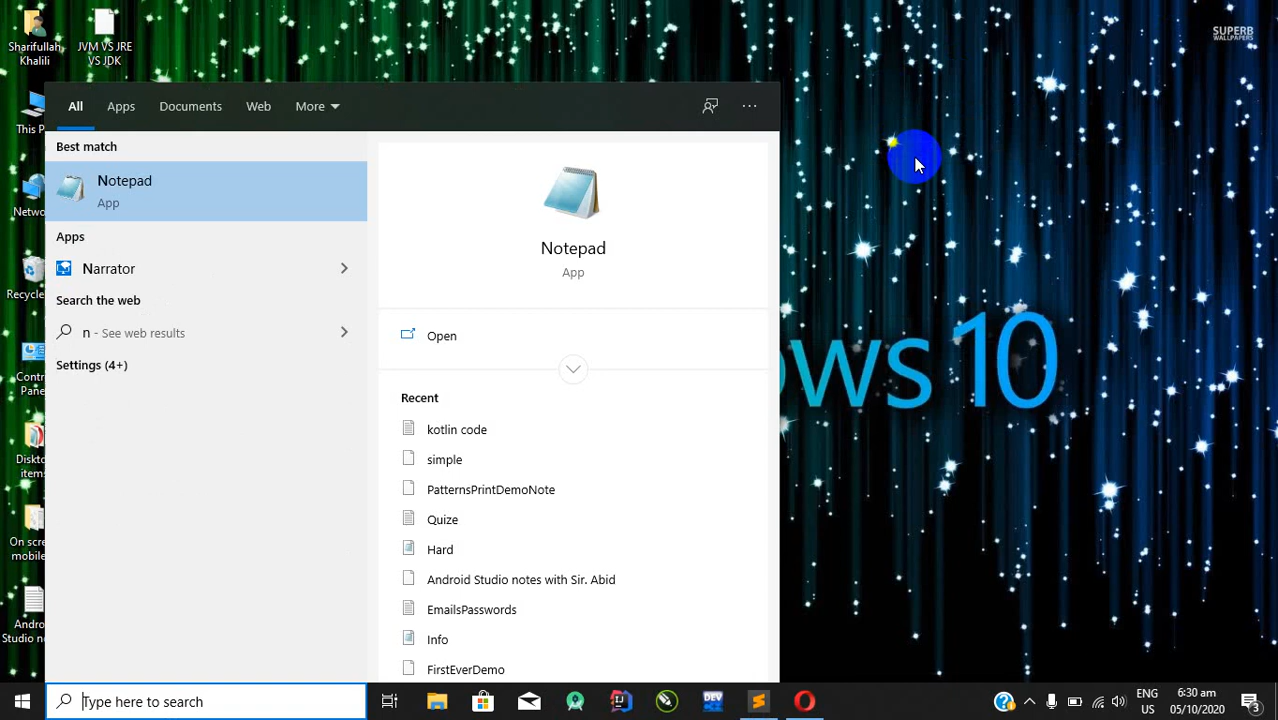 Sharifullah Khalili
JVM VS JRE VS JDK
SUPERB
WALLPAPERS
All
Apps
Documents
Web
More
This P
Best match
Notepad
App
Apps
Narrator
Search the web
n - See web results
Settings (4+)
Notepad
App
Open
Recent
kotlin code
simple
PatternsPrintDemoNote
Quize
Hard
Android Studio notes with Sir. Abid
EmailsPasswords
Info
FirstEverDemo
ows 10
Netwo
Recycle
Contr
Pane
Diskto
items
On scre
mobile
Andro
Studio no
Type here to search
DEV
ENG
US
6:30 am
05/10/2020
3